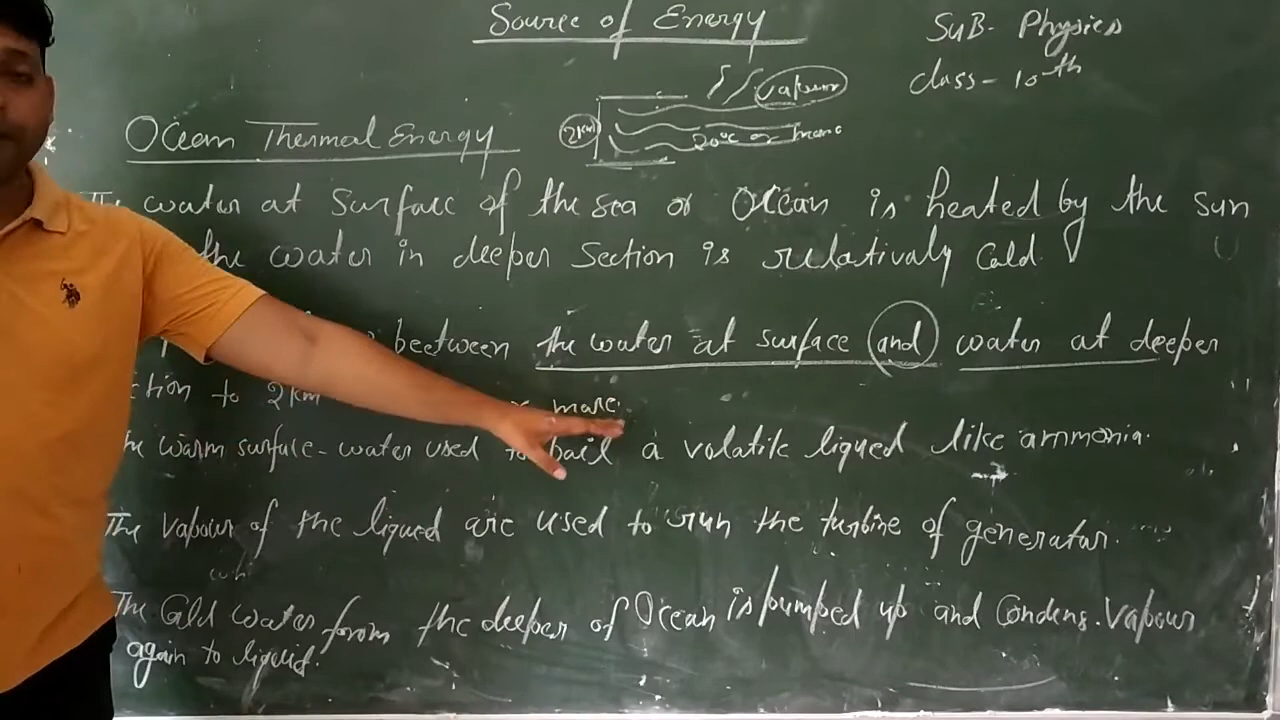 Source of Energy
SUB- Physics
class- 10th
vapour
Ocean Thermal Energy
2km
20°C or more
The water at surface of the sea or Ocean is heated by the sun
the water in deeper section is relatively Cold
beetween the water at surface and water at deeper
ction to 2km more.
The warm surface-water used to boil a volatile liqued like ammonia.
The vapour of the liqued are used to run the turbine of generator.
The Cold water from the deeper of Ocean is pumped up and Condens. Vapour
again to liquid.